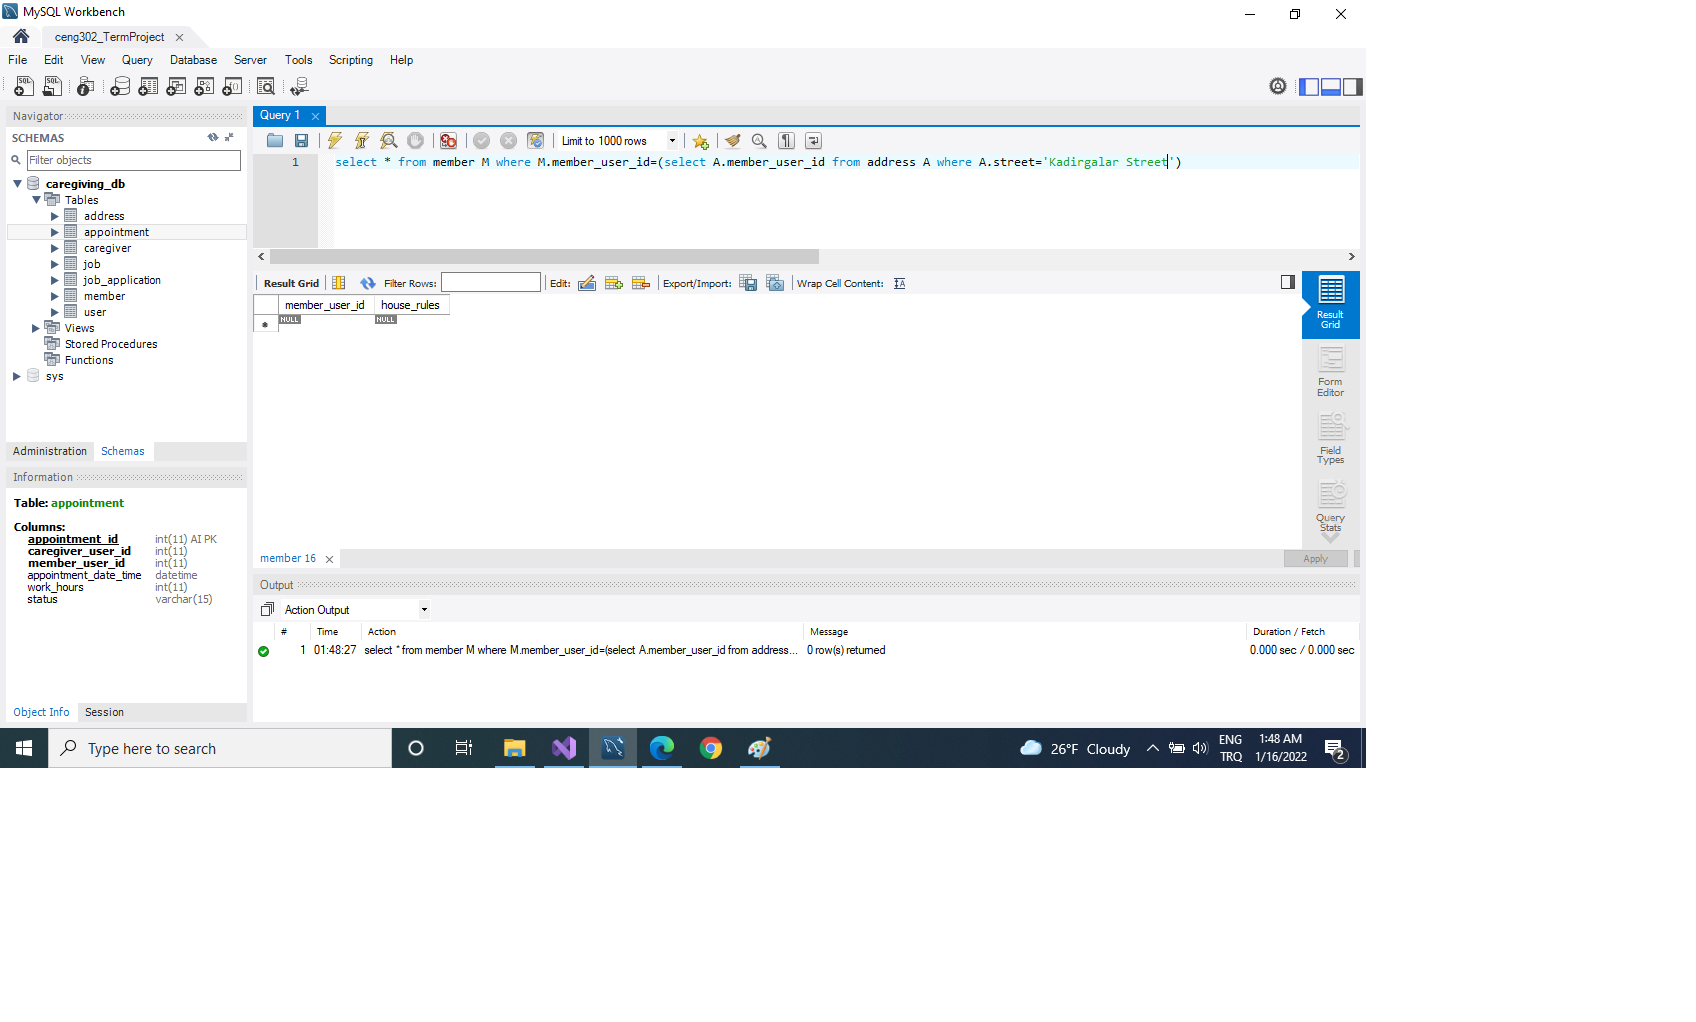 MySQL Workbench
ceng302_TermProject
File Edit View Query Database Server Tools Scripting Help
Navigator
SCHEMAS
Filter objects
caregiving_db
Tables
address
appointment
caregiver
job
job_application
member
user
Views
Stored Procedures
Functions
sys
Administration Schemas
Information
Table: appointment
Columns:
appointment_id int(11) AI PK
caregiver_user_id int(11)
member_user_id int(11)
appointment_date_time datetime
work_hours int(11)
status varchar(15)
Object Info Session
Query 1
Limit to 1000 rows
1 select * from member M where M.member_user_id=(select A.member_user_id from address A where A.street='Kadirgalar Street')
Result Grid Filter Rows: Edit: Export/Import: Wrap Cell Content:
member_user_id house_rules
NULL NULL
Result
Grid
Form
Editor
Field
Types
Query
Stats
member 16
Apply
Output
Action Output
# Time Action Message Duration / Fetch
1 01:48:27 select * from member M where M.member_user_id=(select A.member_user_id from address... 0 row(s) returned 0.000 sec / 0.000 sec
Type here to search
26°F Cloudy
ENG
TRQ
1:48 AM
1/16/2022
2